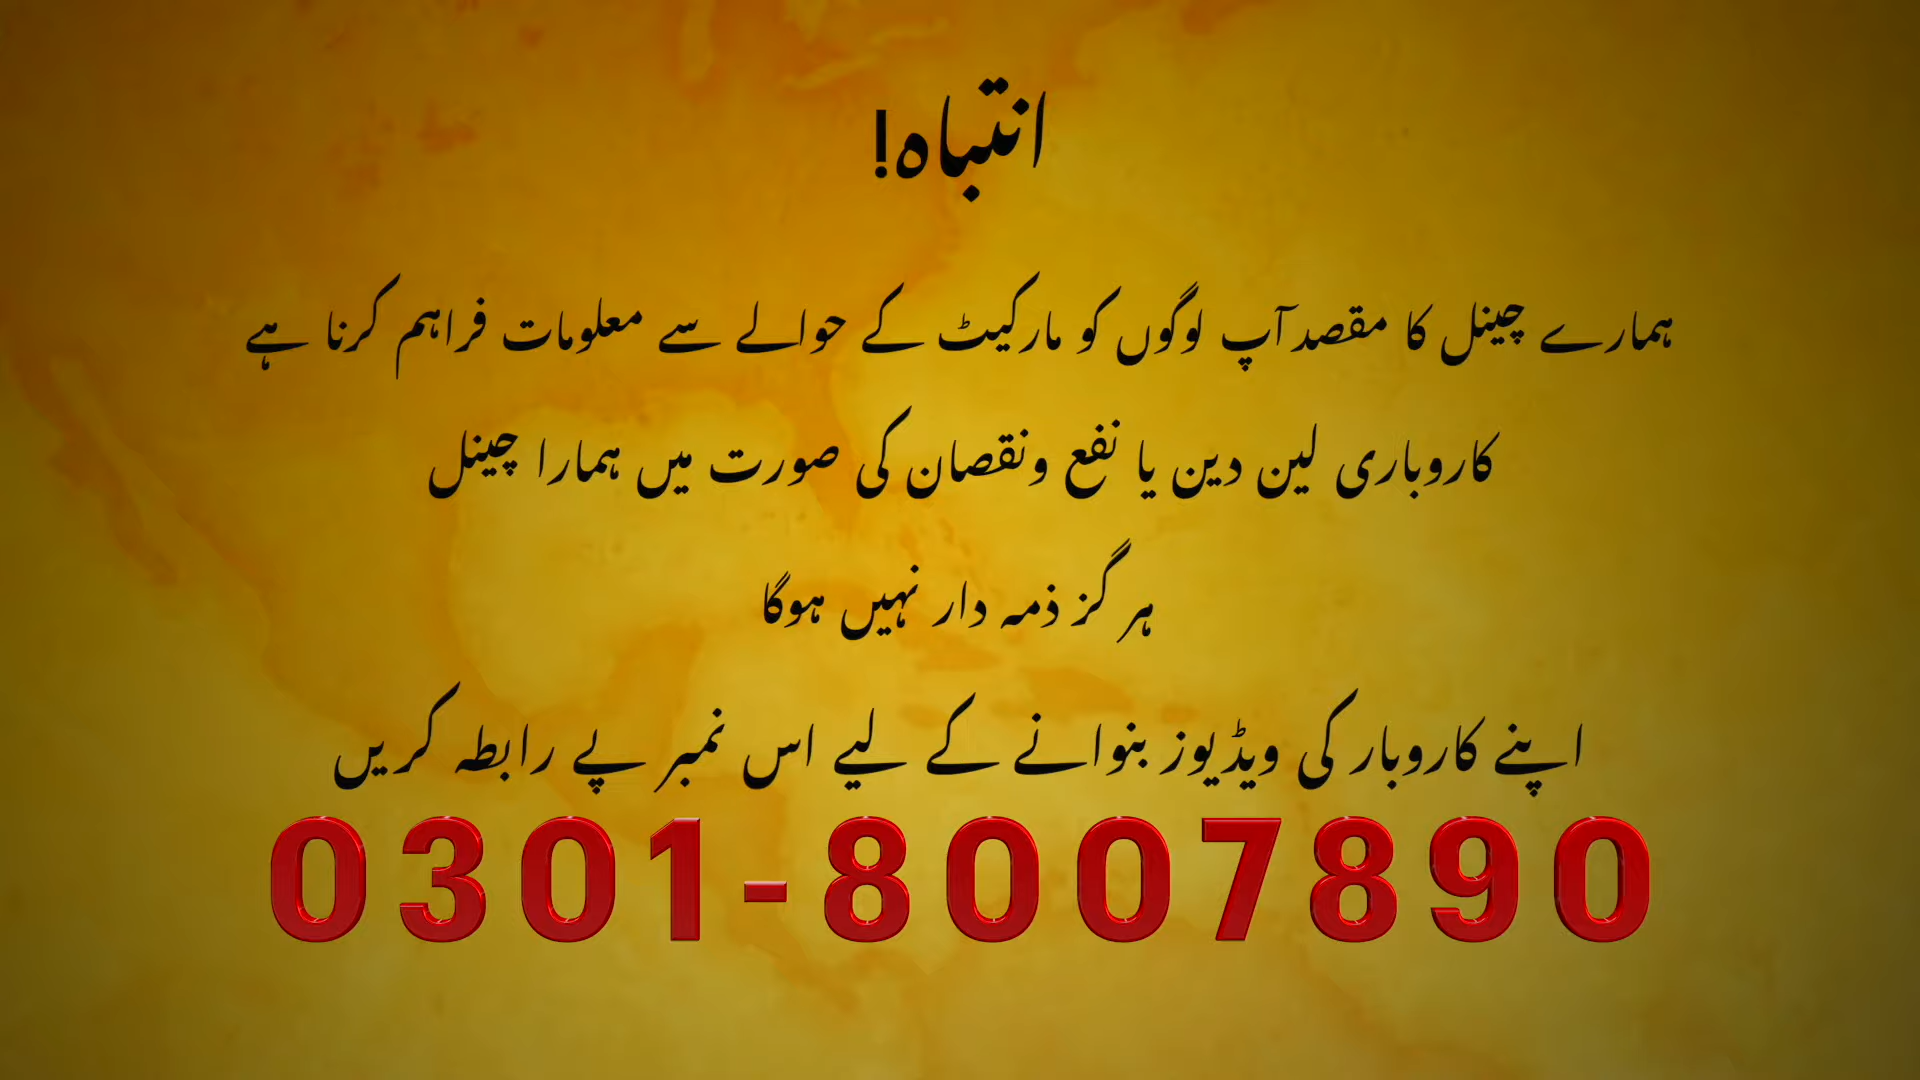 انتباہ!
ہمارے چینل کا مقصد آپ لوگوں کو مارکیٹ کے حوالے سے معلومات فراہم کرنا ہے
کاروباری لین دین یا نفع ونقصان کی صورت میں ہمارا چینل
ہر گز ذمہ دار نہیں ہوگا
اپنے کاروبار کی ویڈیوز بنوانے کے لیے اس نمبر پے رابطہ کریں
0301-8007890